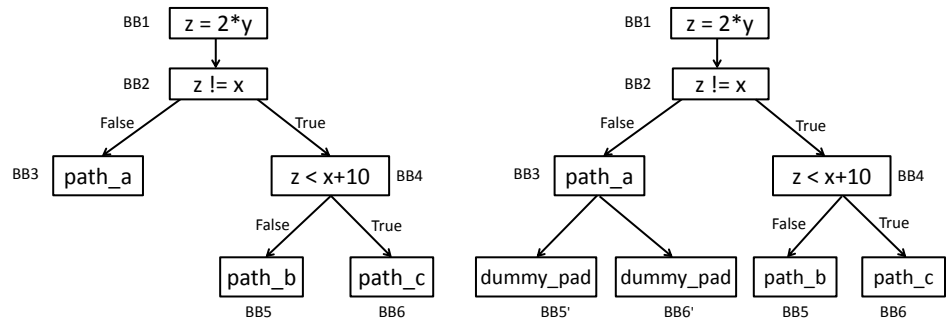 BB1 z = 2*y BB1 z = 2*y
BB2 z != x BB2 z != x
False True False True
BB3 path_a z < x+10 BB4 BB3 path_a z < x+10 BB4
False True False True
path_b path_c dummy_pad dummy_pad path_b path_c
BB5 BB6 BB5' BB6' BB5 BB6